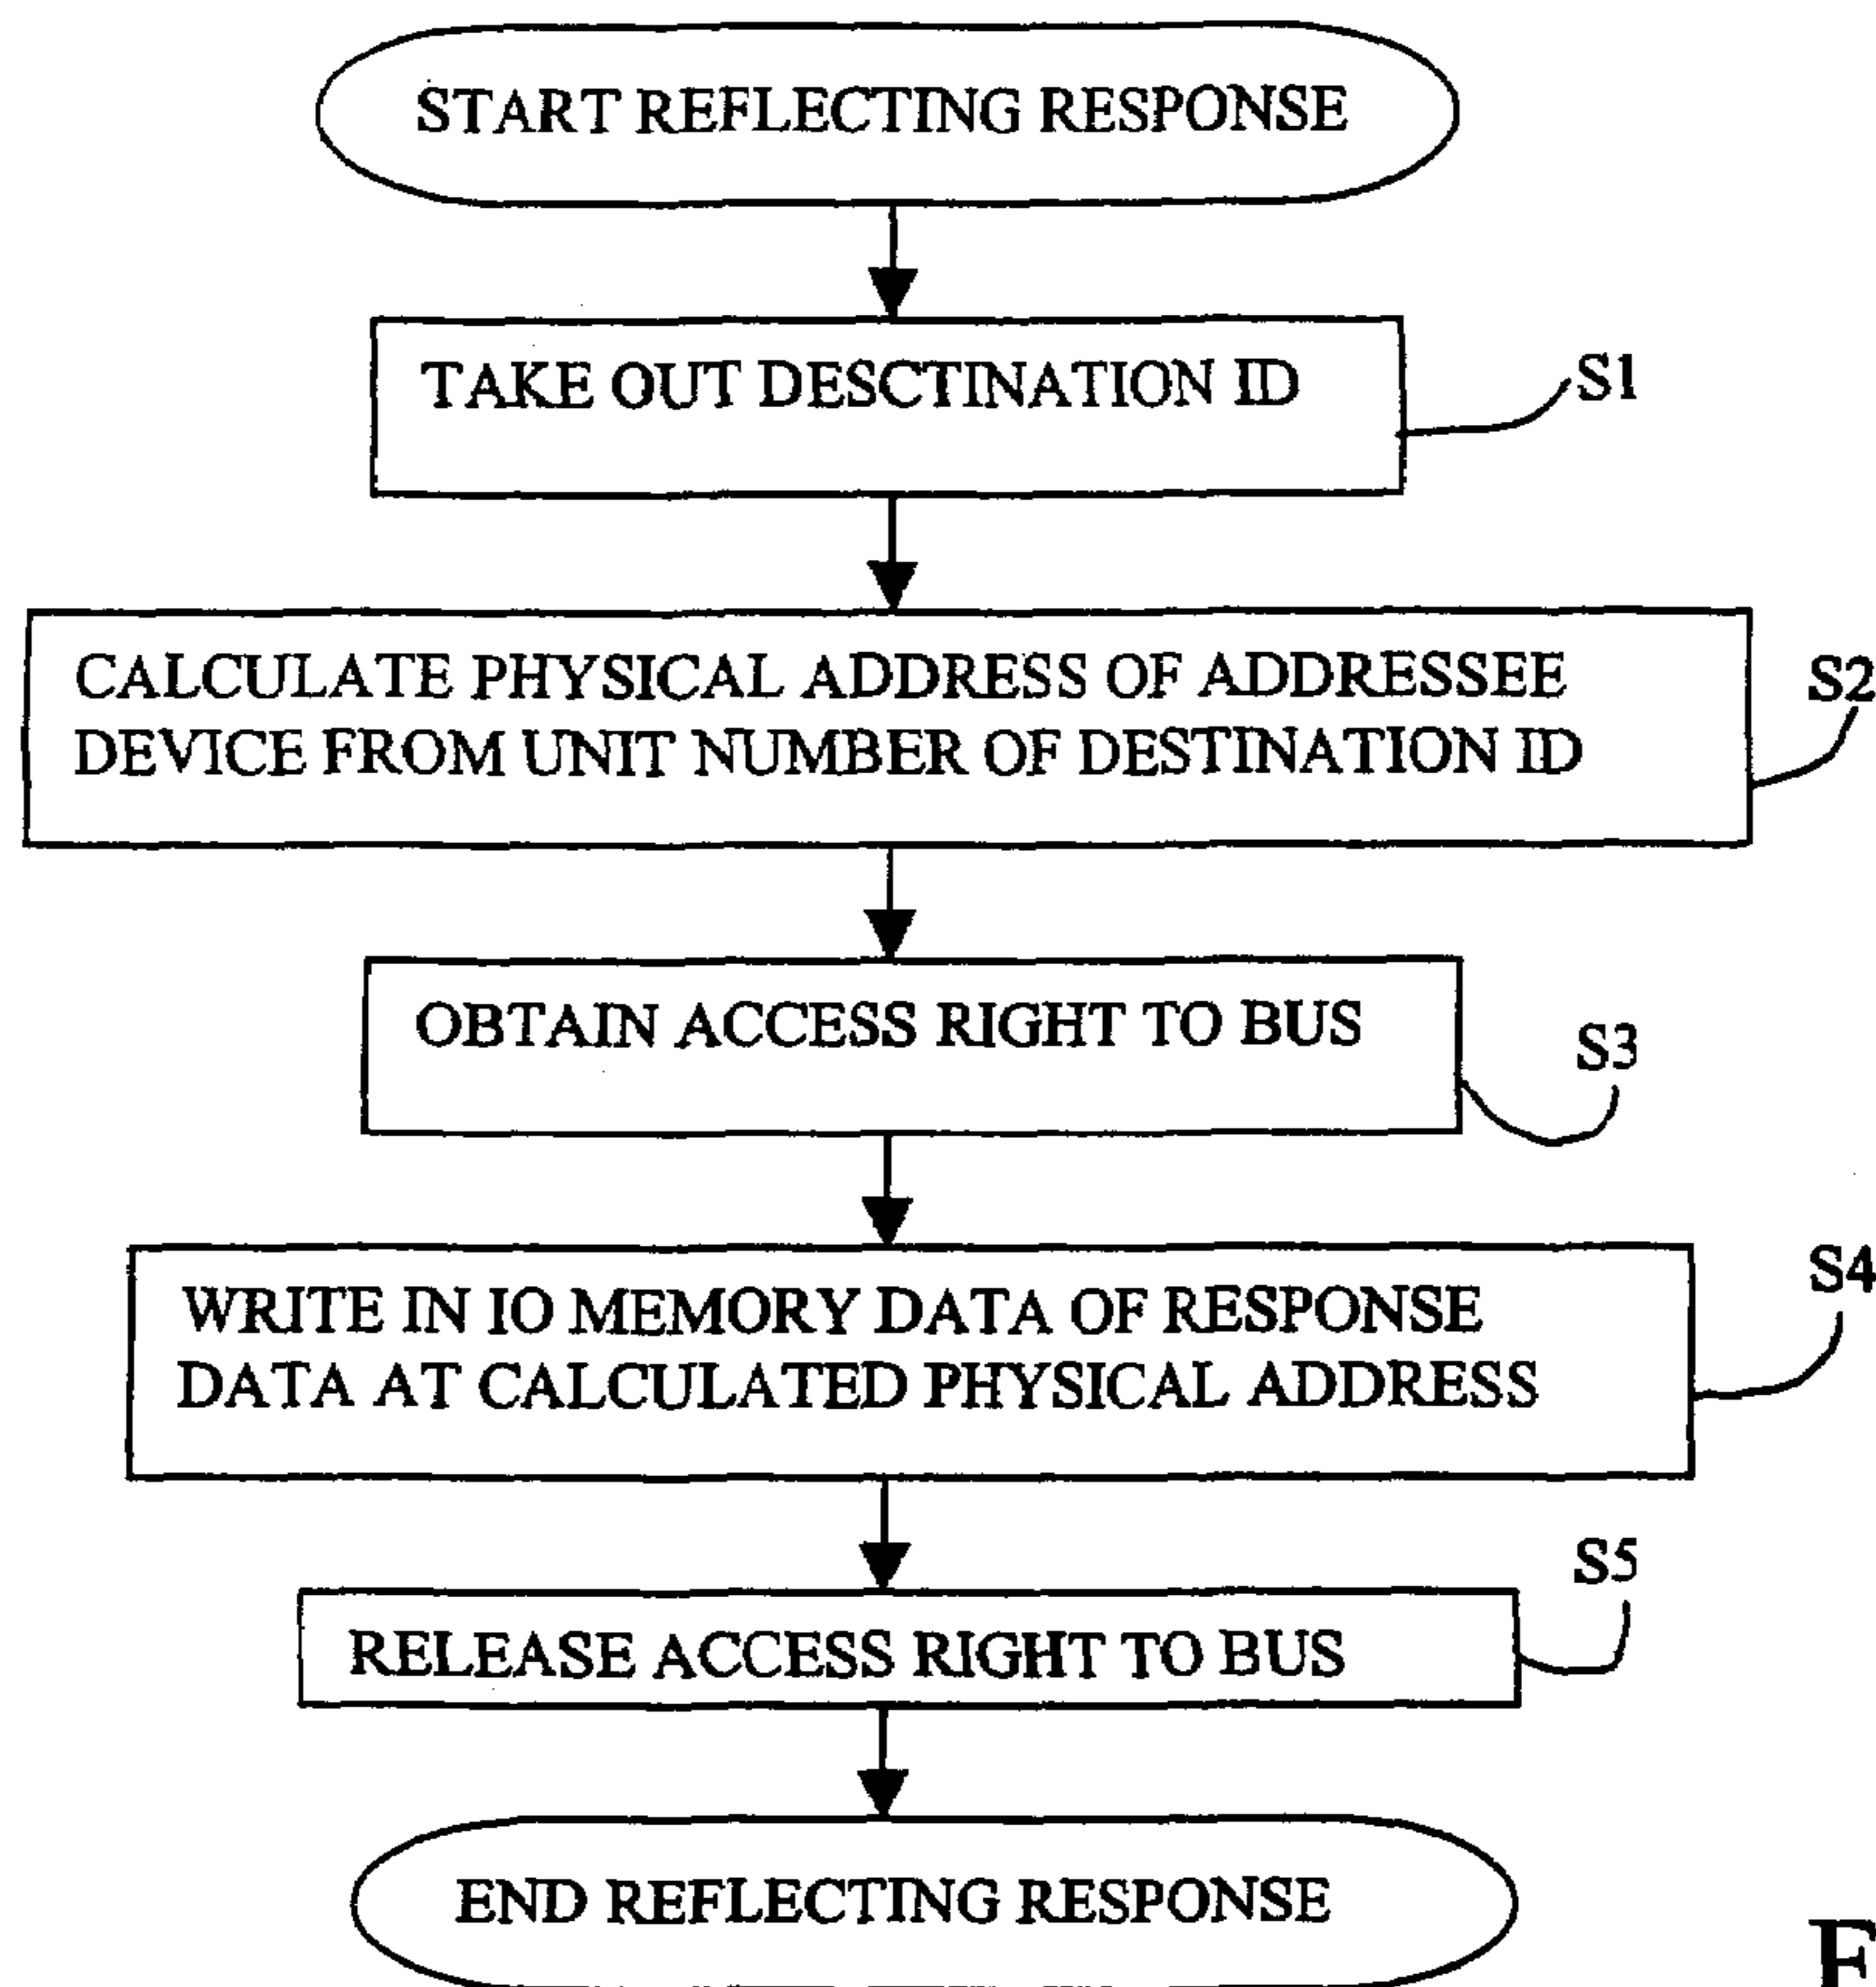 START REFLECTING RESPONSE
TAKE OUT DESCTINATION ID
S1
CALCULATE PHYSICAL ADDRESS OF ADDRESSEE
DEVICE FROM UNIT NUMBER OF DESTINATION ID
S2
OBTAIN ACCESS RIGHT TO BUS
S3
WRITE IN IO MEMORY DATA OF RESPONSE
DATA AT CALCULATED PHYSICAL ADDRESS
S4
RELEASE ACCESS RIGHT TO BUS
S5
END REFLECTING RESPONSE